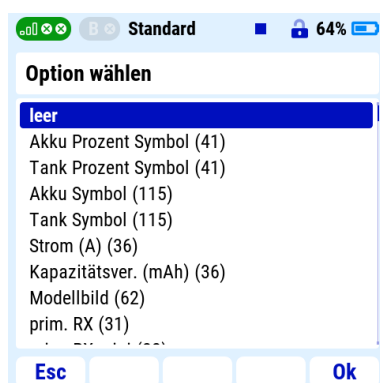 B Standard 64%
Option wählen
leer
Akku Prozent Symbol (41)
Tank Prozent Symbol (41)
Akku Symbol (115)
Tank Symbol (115)
Strom (A) (36)
Kapazitätsver. (mAh) (36)
Modellbild (62)
prim. RX (31)
Esc Ok